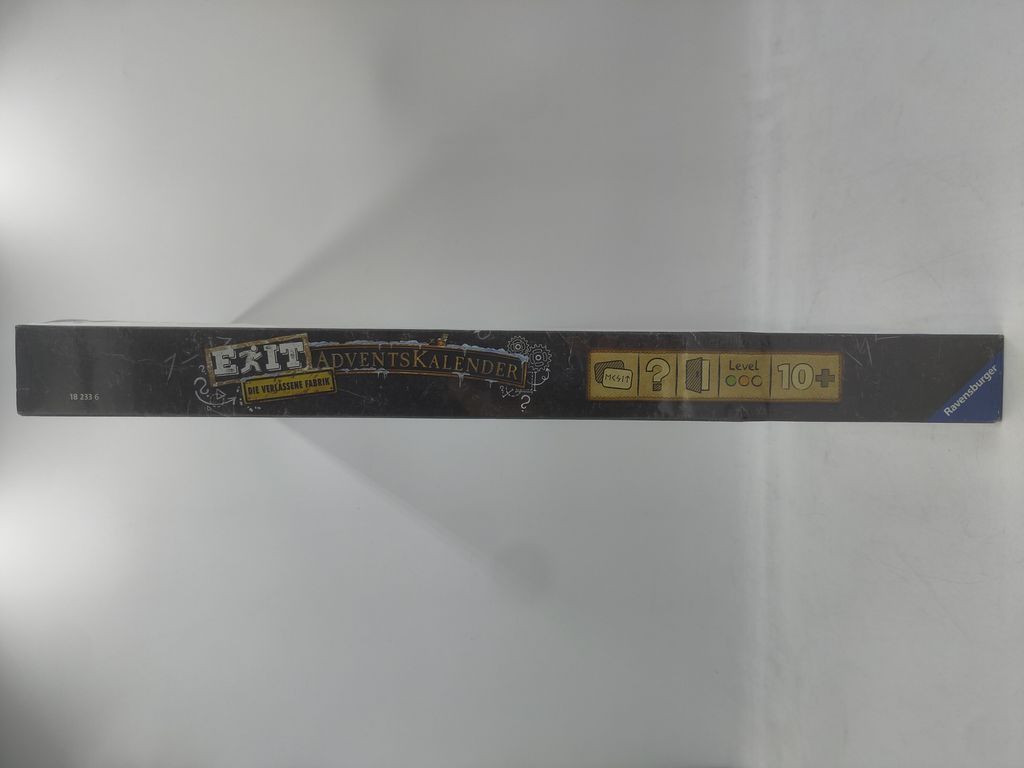 18 233 6
EXIT
ADVENTSKALENDER
DIE VERLASSENE FABRIK
?
?
Level
10+
Ravensburger